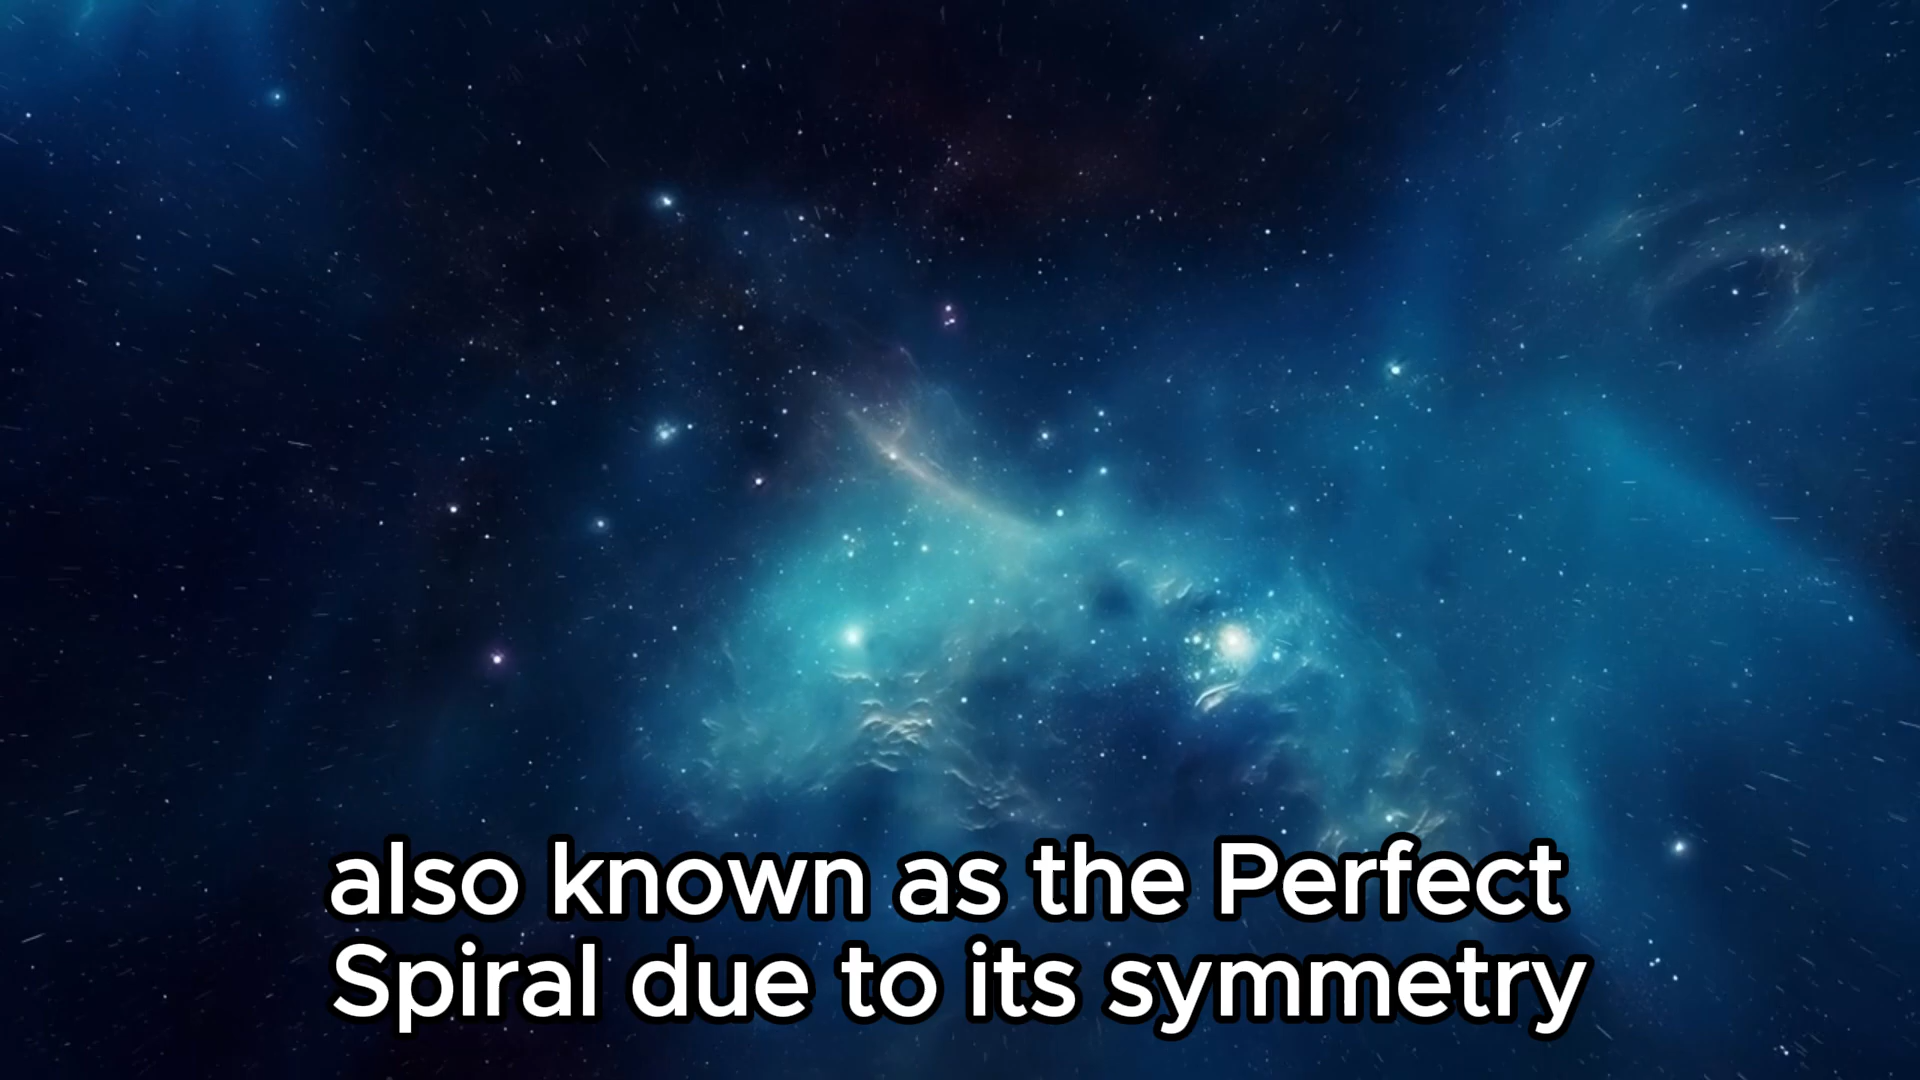 also known as the Perfect
Spiral due to its symmetry